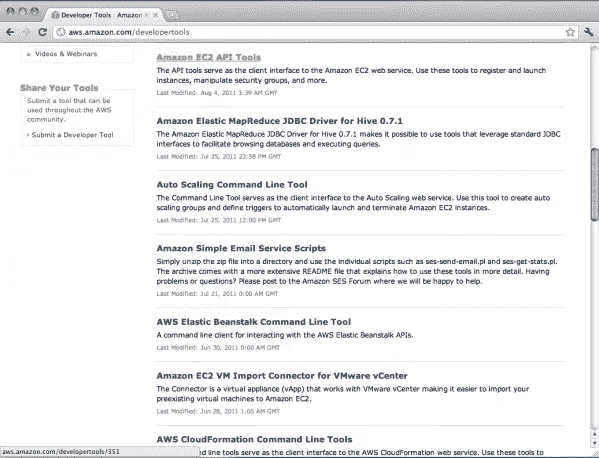 Developer Tools : Amazon W
aws.amazon.com/developertools
Videos & Webinars
Share Your Tools
Submit a tool that can be
used throughout the AWS
community.
› Submit a Developer Tool
Amazon EC2 API Tools
The API tools serve as the client interface to the Amazon EC2 web service. Use these tools to register and launch
instances, manipulate security groups, and more.
Last Modified: Aug 4, 2011 3:39 AM GMT
Amazon Elastic MapReduce JDBC Driver for Hive 0.7.1
The Amazon Elastic MapReduce JDBC Driver for Hive 0.7.1 makes it possible to use tools that leverage standard JDBC
interfaces to facilitate browsing databases and executing queries.
Last Modified: Jul 25, 2011 23:58 PM GMT
Auto Scaling Command Line Tool
The Command Line Tool serves as the client interface to the Auto Scaling web service. Use this tool to create auto
scaling groups and define triggers to automatically launch and terminate Amazon EC2 instances.
Last Modified: Jul 25, 2011 12:00 PM GMT
Amazon Simple Email Service Scripts
Simply unzip the zip file into a directory and use the individual scripts such as ses-send-email.pl and ses-get-stats.pl.
The archive comes with a more extensive README file that explains how to use these tools in more detail. Having
problems or questions? Please post to the Amazon SES Forum where we will be happy to help.
Last Modified: Jul 21, 2011 0:00 AM GMT
AWS Elastic Beanstalk Command Line Tool
A command line client for interacting with the AWS Elastic Beanstalk APIs.
Last Modified: Jun 30, 2011 0:00 AM GMT
Amazon EC2 VM Import Connector for VMware vCenter
The Connector is a virtual appliance (vApp) that works with VMware vCenter making it easier to import your
preexisting virtual machines to Amazon EC2.
Last Modified: Jun 28, 2011 1:05 AM GMT
AWS CloudFormation Command Line Tools
nd line tools serve as the client interface to the AWS CloudFormation web service. Use these tools to
aws.amazon.com/developertools/351